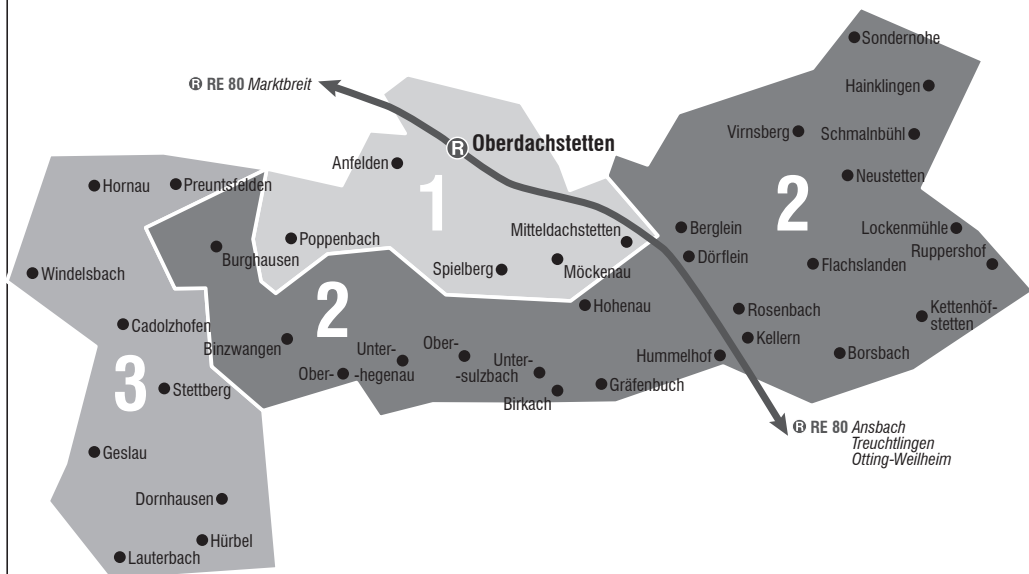 Sondernohe
Hainklingen
R RE 80 Marktbreit
Virnsberg
Schmalnbühl
R Oberdachstetten
Anfelden
Neustetten
Hornau
Preuntsfelden
1
2
Berglein
Lockenmühle
Mitteldachstetten
Poppenbach
Ruppershof
Burghausen
Dörflein
Flachslanden
Spielberg
Möckenau
Windelsbach
2
Hohenau
Rosenbach
Kettenhöf-
stetten
Cadolzhofen
Kellern
Binzwangen
Unter-
Ober-
Unter-
Hummelhof
Borsbach
Ober-
-hegenau
-sulzbach
3
Stettberg
Gräfenbuch
Birkach
R RE 80 Ansbach
Treuchtlingen
Otting-Weilheim
Geslau
Dornhausen
Hürbel
Lauterbach